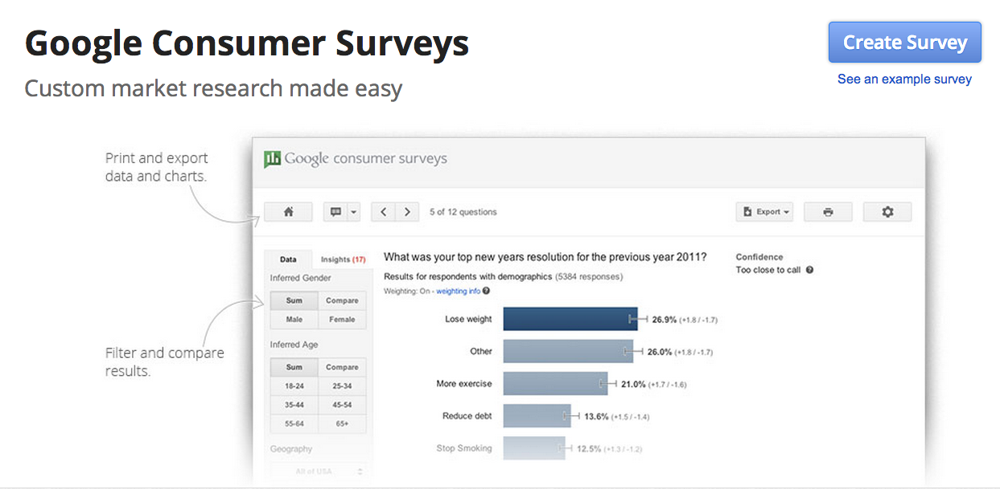 Google Consumer Surveys
Create Survey
Custom market research made easy
See an example survey
Print and export
data and charts.
Google consumer surveys
5 of 12 questions
Export
Data
Insights (17)
What was your top new years resolution for the previous year 2011?
Confidence
Results for respondents with demographics (5384 responses)
Too close to call
Weighting: On - weighting info
Inferred Gender
Sum Compare
Male Female
Inferred Age
Sum Compare
18-24 25-34
35-44 45-54
55-64 65+
Geography
All of USA
Filter and compare
results.
Lose weight 26.9% (+1.8 / -1.7)
Other 26.0% (+1.8 / -1.7)
More exercise 21.0% (+1.7 / -1.6)
Reduce debt 13.6% (+1.5 / -1.4)
Stop Smoking 12.5% (+1.3 / -1.2)